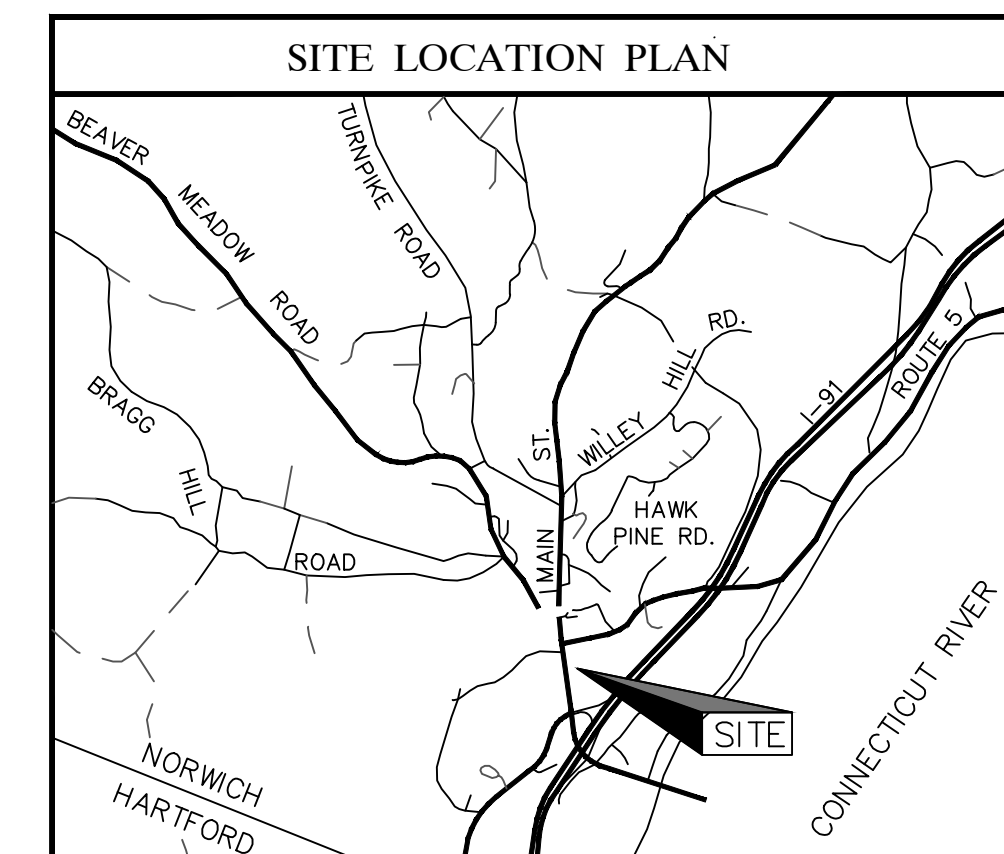 SITE LOCATION PLAN
BEAVER
MEADOW
ROAD
TURNPIKE ROAD
BRAGG
HILL
ROAD
ST.
MAIN
WILLEY
HILL
RD.
HAWK
PINE RD.
I-91
ROUTE 5
SITE
CONNECTICUT RIVER
NORWICH
HARTFORD